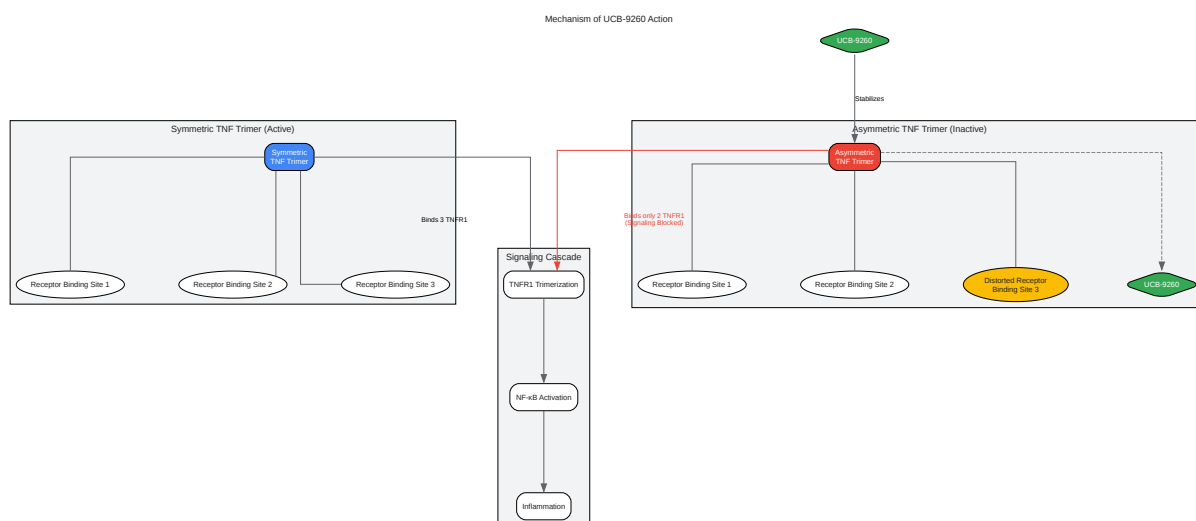 Mechanism of UCB-9260 Action
UCB-9260
Stabilizes
Symmetric TNF Trimer (Active)
Asymmetric TNF Trimer (Inactive)
Symmetric
TNF Trimer
Asymmetric
TNF Trimer
Binds 3 TNFR1
Binds only 2 TNFR1
(Signaling Blocked)
Signaling Cascade
Receptor Binding Site 1
Receptor Binding Site 2
Receptor Binding Site 3
TNFR1 Trimerization
Receptor Binding Site 1
Receptor Binding Site 2
Distorted Receptor
Binding Site 3
UCB-9260
NF-κB Activation
Inflammation